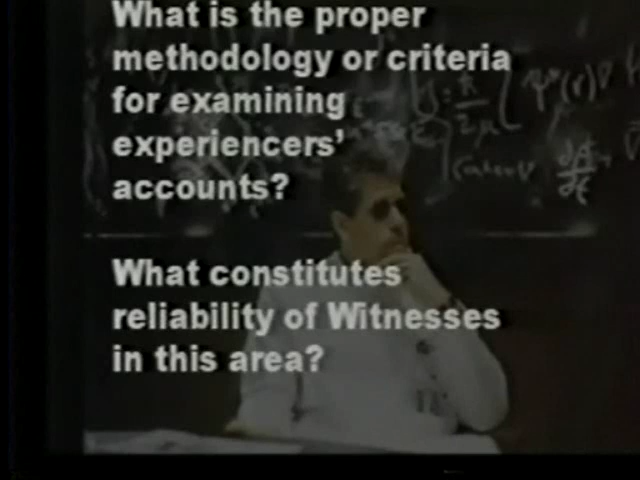 What is the proper
methodology or criteria
for examining
experiencers'
accounts?
What constitutes
reliability of Witnesses
in this area?